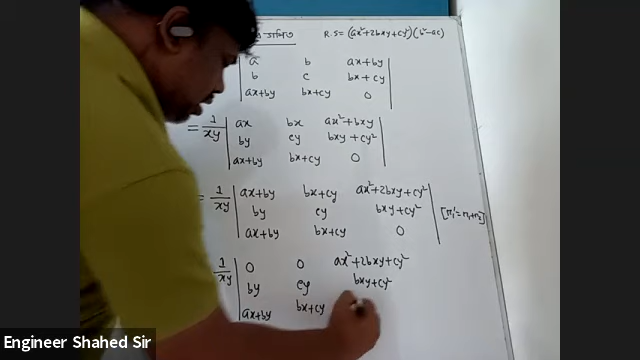 গণিত R.S = (ax²+2bxy+cy²)(b²-ac)
a b ax+by
b c bx+cy
ax+by bx+cy 0
= 1/xy ax bx ax²+bxy
by cy bxy+cy²
ax+by bx+cy 0
= 1/xy ax+by bx+cy ax²+2bxy+cy²
by cy bxy+cy² [r₁'=r₁+r₂]
ax+by bx+cy 0
1/xy 0 0 ax²+2bxy+cy²
by cy bxy+cy²
ax+by bx+cy
Engineer Shahed Sir